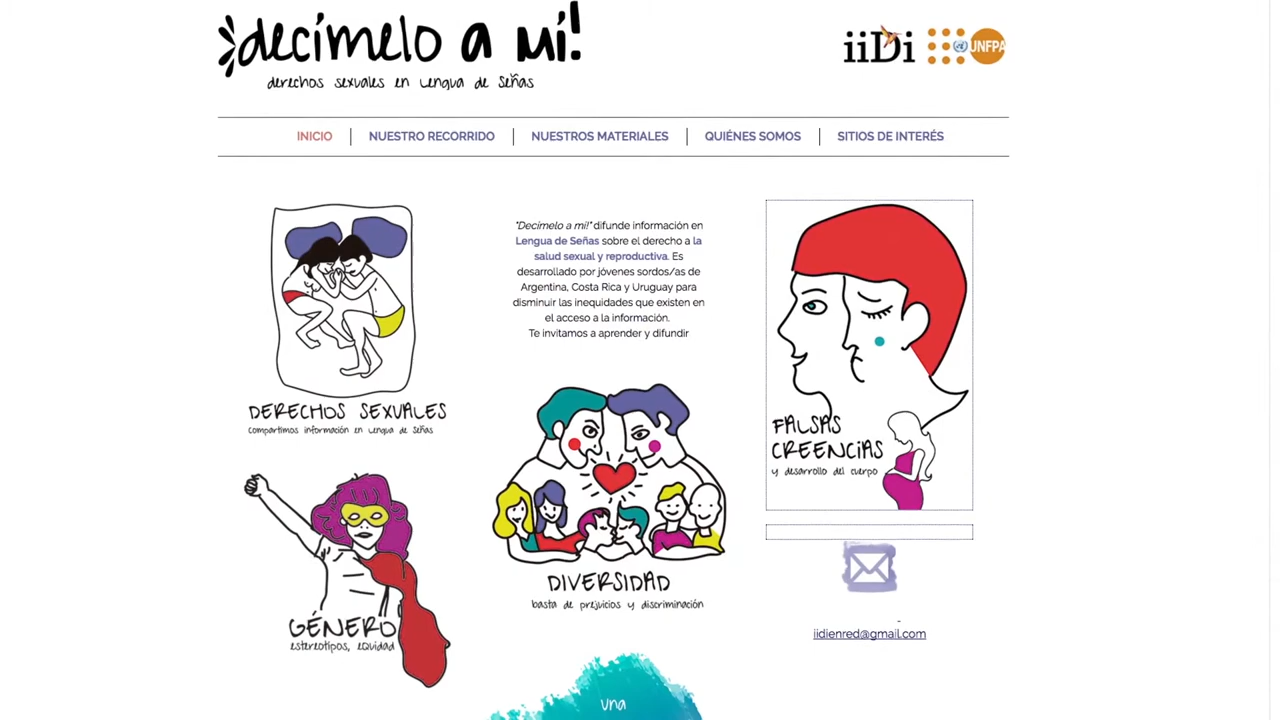 ¡decímelo a mí!
derechos sexuales en Lengua de Señas
iiDi
UNFPA
INICIO
NUESTRO RECORRIDO
NUESTROS MATERIALES
QUIÉNES SOMOS
SITIOS DE INTERÉS
"Decímelo a mí!" difunde información en
Lengua de Señas sobre el derecho a la
salud sexual y reproductiva. Es
desarrollado por jóvenes sordos/as de
Argentina, Costa Rica y Uruguay para
disminuir las inequidades que existen en
el acceso a la información.
Te invitamos a aprender y difundir
DERECHOS SEXUALES
Compartimos información en Lengua de Señas
FALSAS
CREENCIAS
y desarrollo del cuerpo
GÉNERO
estereotipos, equidad
DIVERSIDAD
basta de prejuicios y discriminación
iidienred@gmail.com
una